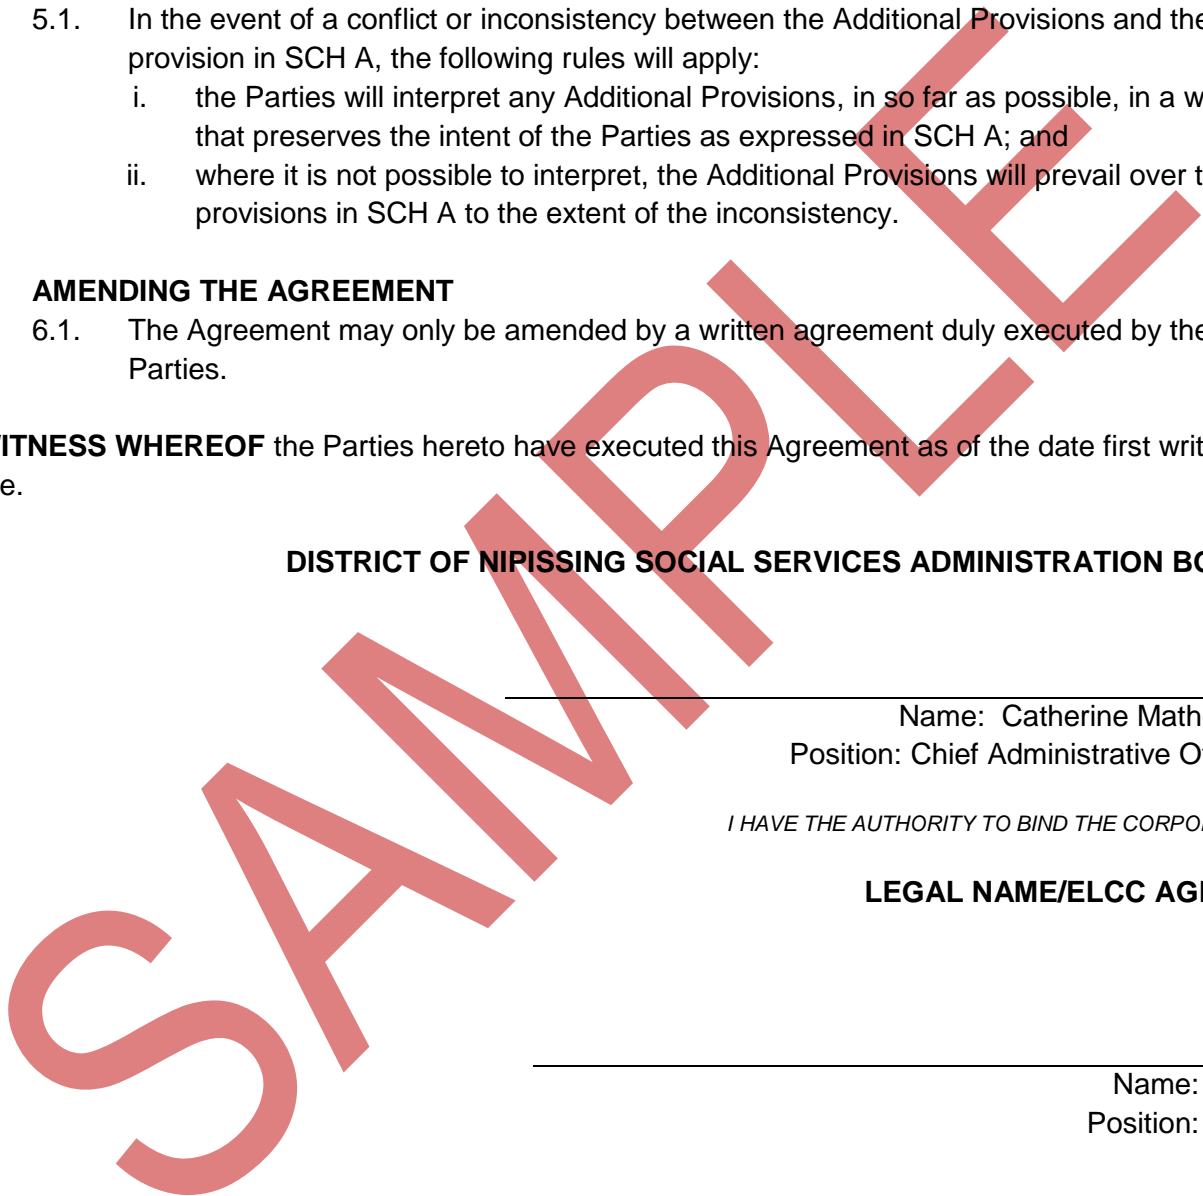 5.1. In the event of a conflict or inconsistency between the Additional Provisions and the
provision in SCH A, the following rules will apply:
i. the Parties will interpret any Additional Provisions, in so far as possible, in a w
that preserves the intent of the Parties as expressed in SCH A; and
ii. where it is not possible to interpret, the Additional Provisions will prevail over t
provisions in SCH A to the extent of the inconsistency.
AMENDING THE AGREEMENT
6.1. The Agreement may only be amended by a written agreement duly executed by the
Parties.
ITNESS WHEREOF the Parties hereto have executed this Agreement as of the date first writ
e.
DISTRICT OF NIPISSING SOCIAL SERVICES ADMINISTRATION BO
Name: Catherine Math
Position: Chief Administrative O
I HAVE THE AUTHORITY TO BIND THE CORPO
LEGAL NAME/ELCC AG
Name:
Position:
SAMPLE